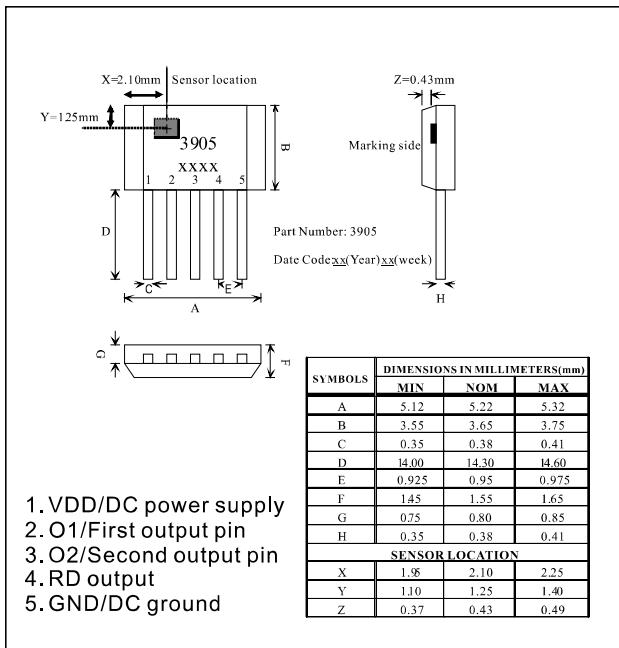 X=2.10mm Sensor location
Z=0.43mm
Y=125mm
3905
XXXX
1 2 3 4 5
B
Marking side
D
Part Number: 3905
Date Code:xx(Year)xx(week)
C E
A
H
G F
SYMBOLS DIMENSIONS IN MILLIMETERS(mm)
MIN NOM MAX
A 5.12 5.22 5.32
B 3.55 3.65 3.75
C 0.35 0.38 0.41
D 14.00 14.30 14.60
E 0.925 0.95 0.975
F 145 1.55 1.65
G 0.75 0.80 0.85
H 0.35 0.38 0.41
SENSOR LOCATION
X 1.95 2.10 2.25
Y 1.10 1.25 1.40
Z 0.37 0.43 0.49
1. VDD/DC power supply
2. O1/First output pin
3. O2/Second output pin
4. RD output
5. GND/DC ground